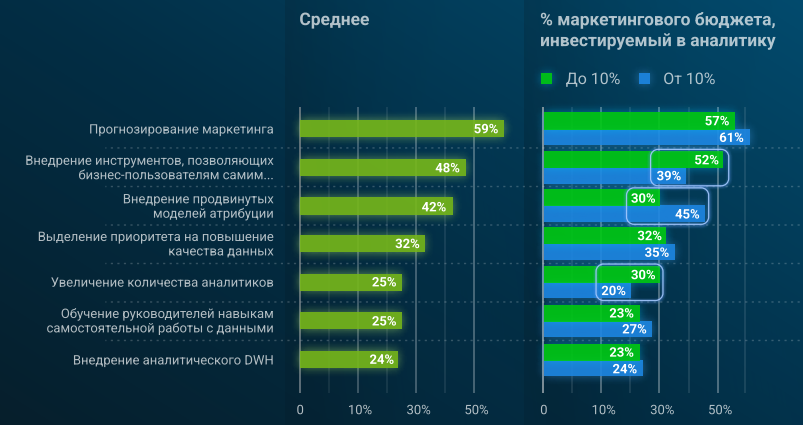 Среднее
% маркетингового бюджета,
инвестируемый в аналитику
До 10%
От 10%
Прогнозирование маркетинга
59%
57%
61%
Внедрение инструментов, позволяющих
бизнес-пользователям самим...
48%
52%
39%
Внедрение продвинутых
моделей атрибуции
42%
30%
45%
Выделение приоритета на повышение
качества данных
32%
32%
35%
Увеличение количества аналитиков
25%
30%
20%
Обучение руководителей навыкам
самостоятельной работы с данными
25%
23%
27%
Внедрение аналитического DWH
24%
23%
24%
0 10% 30% 50%
0 10% 30% 50%